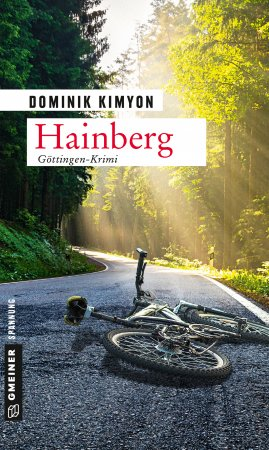 DOMINIK KIMYON
Hainberg
Göttingen-Krimi
GMEINER SPANNUNG